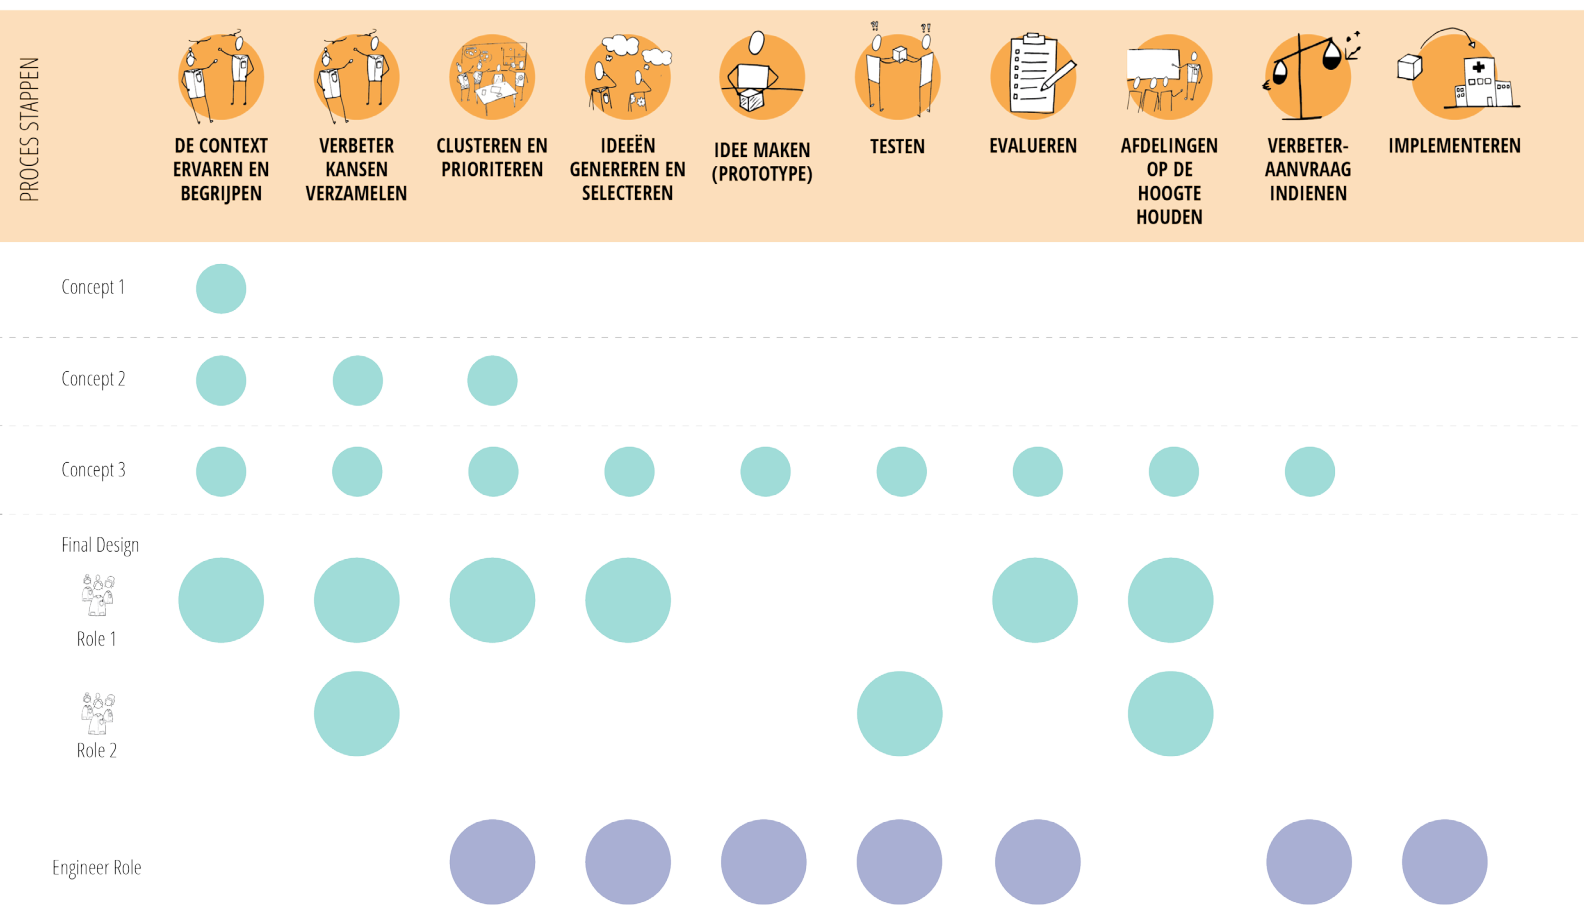 PROCES STAPPEN
DE CONTEXT
ERVAREN EN
BEGRIJPEN
VERBETER
KANSEN
VERZAMELEN
CLUSTEREN EN
PRIORITEREN
IDEEËN
GENEREREN EN
SELECTEREN
IDEE MAKEN
(PROTOTYPE)
TESTEN
EVALUEREN
AFDELINGEN
OP DE
HOOGTE
HOUDEN
VERBETER-
AANVRAAG
INDIENEN
IMPLEMENTEREN
Concept 1
Concept 2
Concept 3
Final Design
Role 1
Role 2
Engineer Role